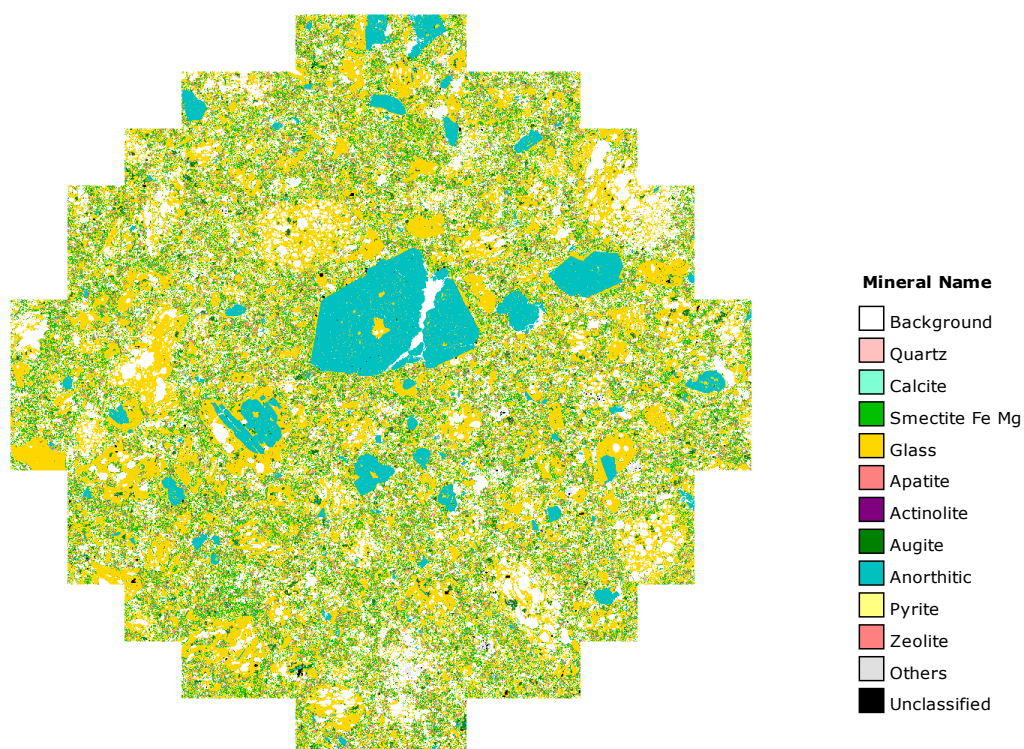 Mineral Name
Background
Quartz
Calcite
Smectite Fe Mg
Glass
Apatite
Actinolite
Augite
Anorthitic
Pyrite
Zeolite
Others
Unclassified